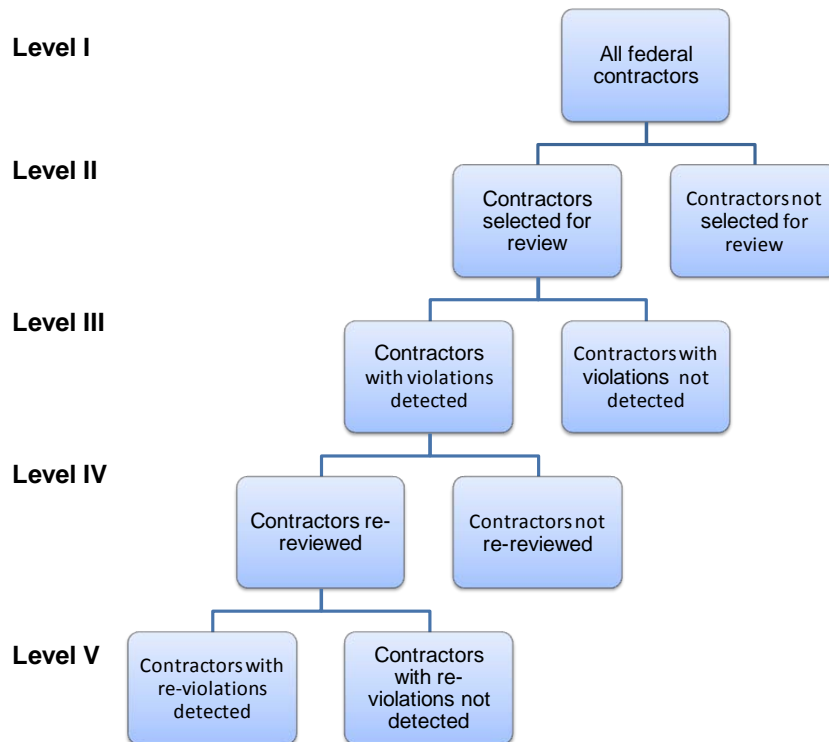 Level I
All federal
contractors
Level II
Contractors
selected for
review
Contractors not
selected for
review
Level III
Contractors
with violations
detected
Contractors with
violations not
detected
Level IV
Contractors re-
reviewed
Contractors not
re-reviewed
Level V
Contractors with
re-violations
detected
Contractors
with re-
violations not
detected